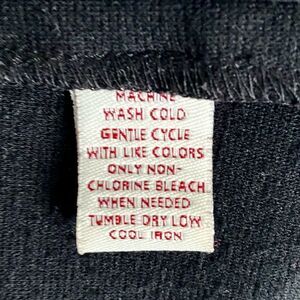 MACHINE
WASH COLD
GENTLE CYCLE
WITH LIKE COLORS
ONLY NON-
CHLORINE BLEACH
WHEN NEEDED
TUMBLE DRY LOW
COOL IRON